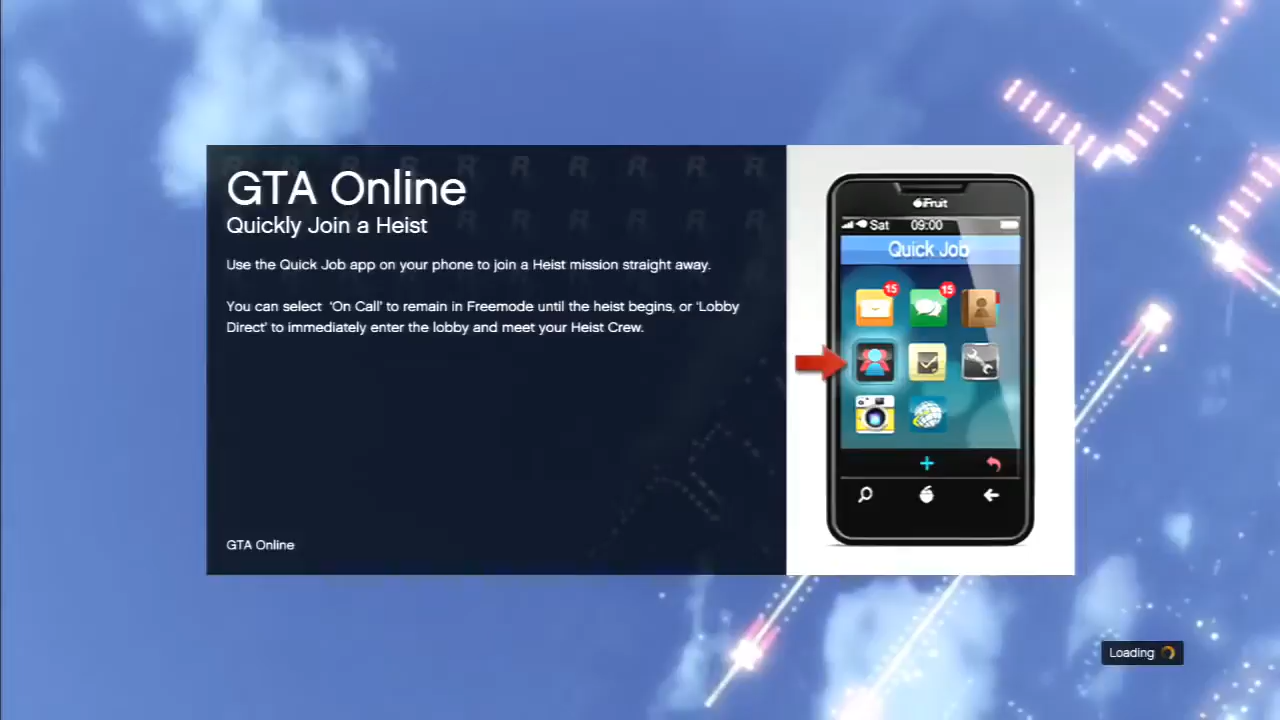 GTA Online
Quickly Join a Heist
Use the Quick Job app on your phone to join a Heist mission straight away.
You can select 'On Call' to remain in Freemode until the heist begins, or 'Lobby
Direct' to immediately enter the lobby and meet your Heist Crew.
GTA Online
iFruit
Sat 09:00
Quick Job
15 15
Loading